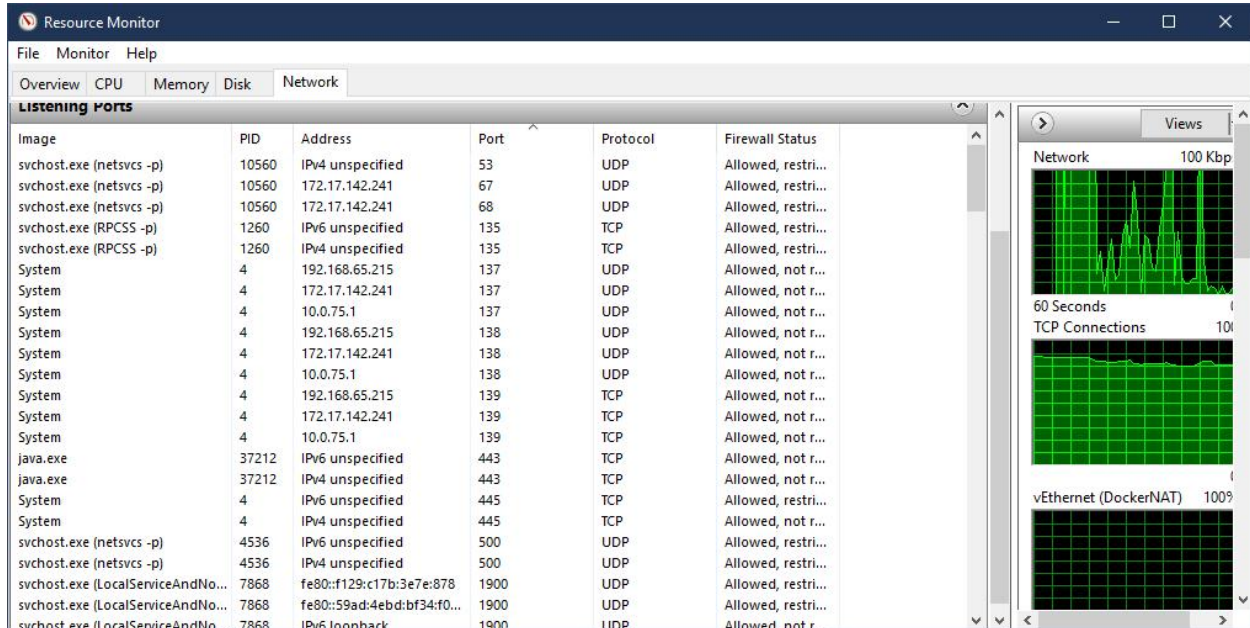 Resource Monitor
File Monitor Help
Overview CPU Memory Disk Network
Listening Ports
Image PID Address Port Protocol Firewall Status
svchost.exe (netsvcs -p) 10560 IPv4 unspecified 53 UDP Allowed, restri...
svchost.exe (netsvcs -p) 10560 172.17.142.241 67 UDP Allowed, restri...
svchost.exe (netsvcs -p) 10560 172.17.142.241 68 UDP Allowed, restri...
svchost.exe (RPCSS -p) 1260 IPv6 unspecified 135 TCP Allowed, restri...
svchost.exe (RPCSS -p) 1260 IPv4 unspecified 135 TCP Allowed, restri...
System 4 192.168.65.215 137 UDP Allowed, not r...
System 4 172.17.142.241 137 UDP Allowed, not r...
System 4 10.0.75.1 137 UDP Allowed, not r...
System 4 192.168.65.215 138 UDP Allowed, not r...
System 4 172.17.142.241 138 UDP Allowed, not r...
System 4 10.0.75.1 138 UDP Allowed, not r...
System 4 192.168.65.215 139 TCP Allowed, not r...
System 4 172.17.142.241 139 TCP Allowed, not r...
System 4 10.0.75.1 139 TCP Allowed, not r...
java.exe 37212 IPv6 unspecified 443 TCP Allowed, not r...
java.exe 37212 IPv4 unspecified 443 TCP Allowed, not r...
System 4 IPv6 unspecified 445 TCP Allowed, restri...
System 4 IPv4 unspecified 445 TCP Allowed, not r...
svchost.exe (netsvcs -p) 4536 IPv6 unspecified 500 UDP Allowed, restri...
svchost.exe (netsvcs -p) 4536 IPv4 unspecified 500 UDP Allowed, restri...
svchost.exe (LocalServiceAndNo... 7868 fe80::f129:c17b:3e7e:878 1900 UDP Allowed, restri...
svchost.exe (LocalServiceAndNo... 7868 fe80::59ad:4ebd:bf34:f0... 1900 UDP Allowed, restri...
svchost.exe (LocalServiceAndNo... 7868 IPv6 loopback 1900 UDP Allowed, not r...
Views
Network 100 Kbp
60 Seconds
TCP Connections 100
vEthernet (DockerNAT) 100%